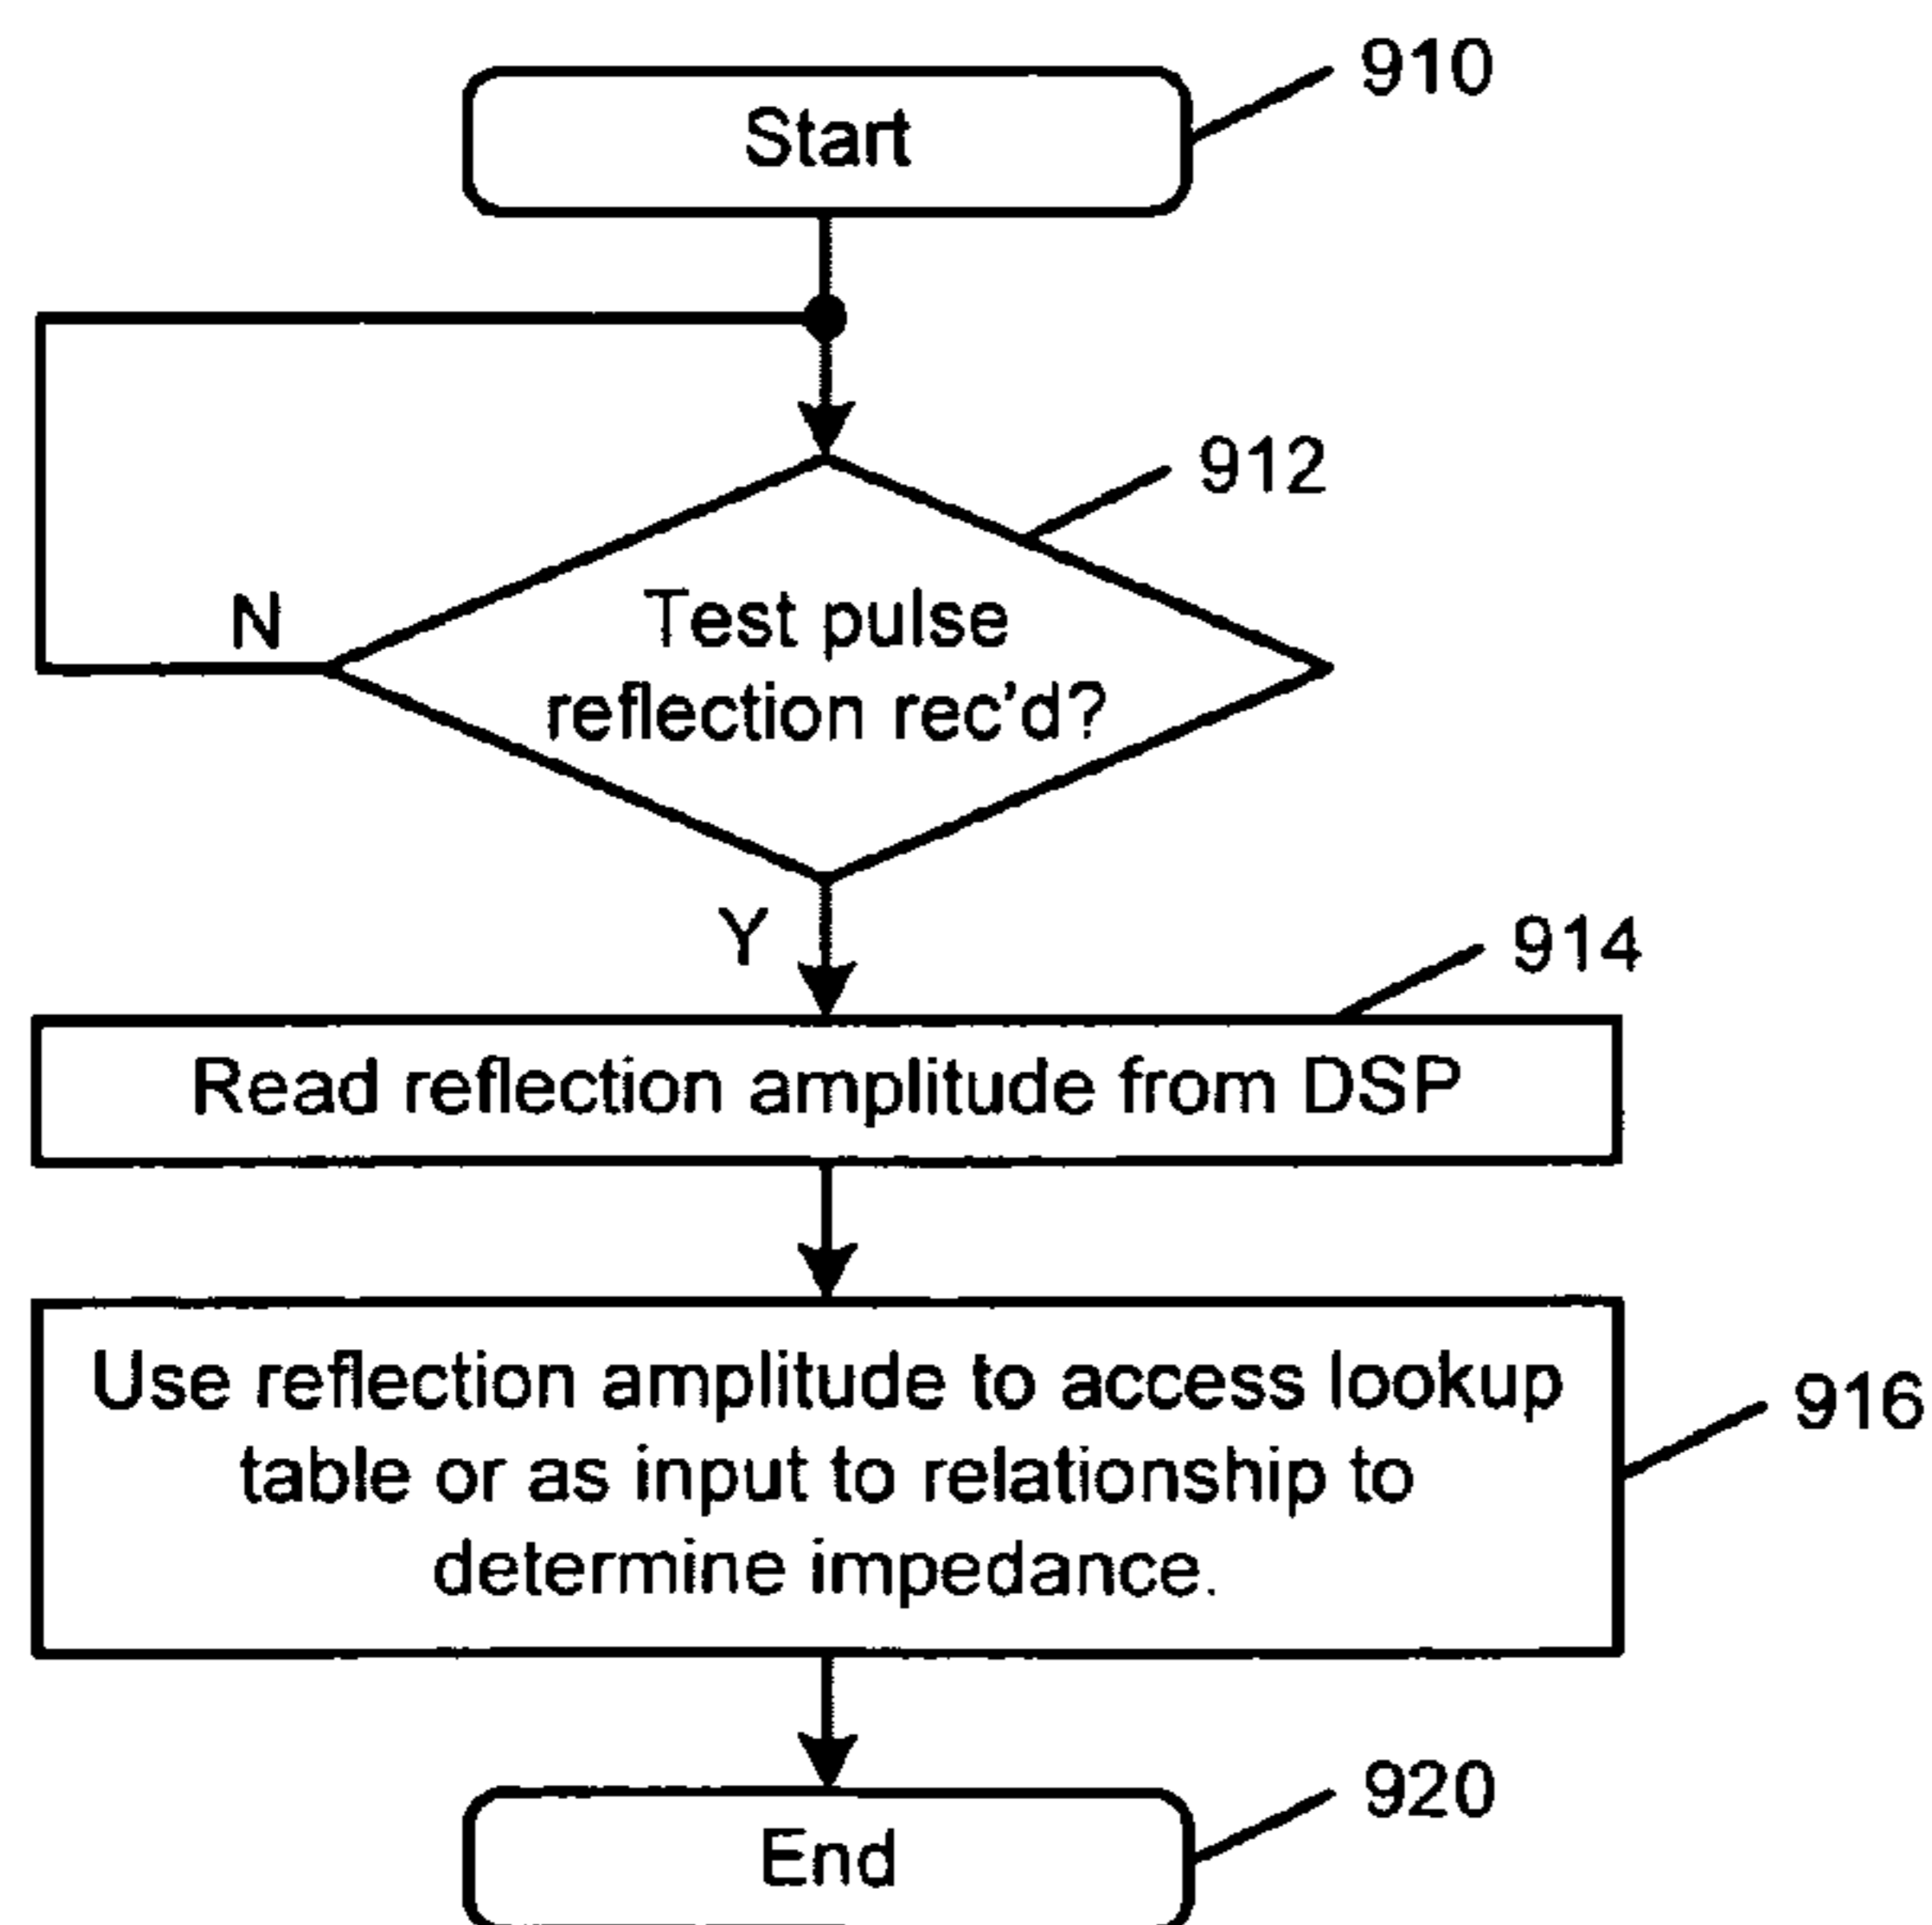 910
Start
912
N
Test pulse
reflection rec'd?
Y
914
Read reflection amplitude from DSP
Use reflection amplitude to access lookup
table or as input to relationship to
determine impedance.
916
920
End